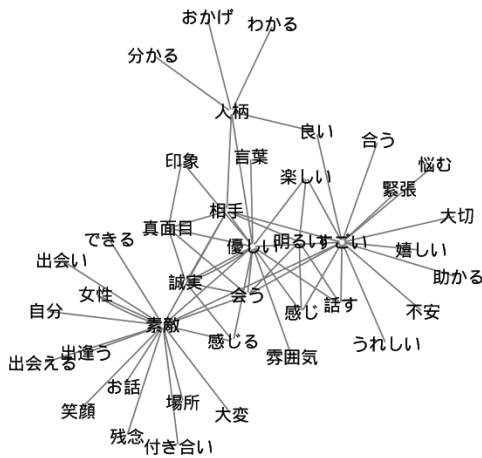 おかげ
わかる
分かる
人柄
良い
合う
印象
言葉
悩む
楽しい
緊張
相手
大切
真面目
できる
優しい
明るい
すごい
嬉しい
出会い
助かる
誠実
女性
会う
感じ
話す
自分
不安
素敵
感じる
うれしい
出逢う
雰囲気
出会える
お話
笑顔
場所
大変
残念
付き合い